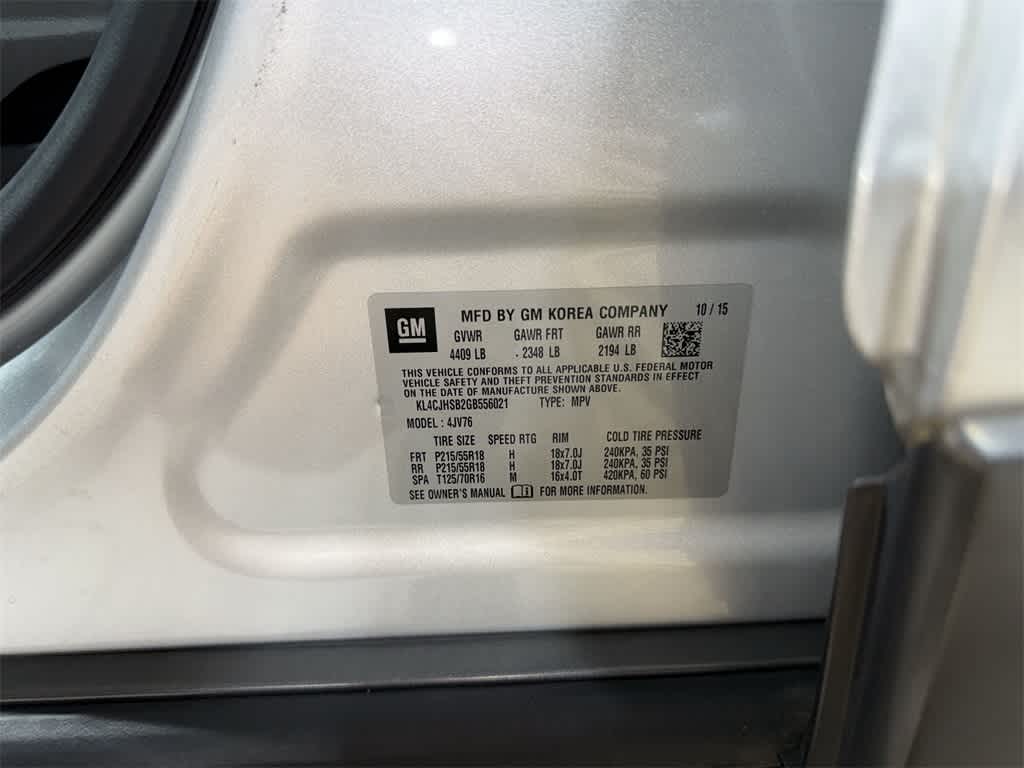 GM MFD BY GM KOREA COMPANY 10/15
GVWR GAWR FRT GAWR RR
4409 LB 2348 LB 2194 LB
THIS VEHICLE CONFORMS TO ALL APPLICABLE U.S. FEDERAL MOTOR
VEHICLE SAFETY AND THEFT PREVENTION STANDARDS IN EFFECT
ON THE DATE OF MANUFACTURE SHOWN ABOVE.
KL4CJHSB2GB556021 TYPE: MPV
MODEL: 4JV76
TIRE SIZE SPEED RTG RIM COLD TIRE PRESSURE
FRT P215/55R18 H 18x7.0J 240KPA, 35 PSI
RR P215/55R18 H 18x7.0J 240KPA, 35 PSI
SPA T125/70R16 M 16x4.0T 420KPA, 60 PSI
SEE OWNER'S MANUAL FOR MORE INFORMATION.